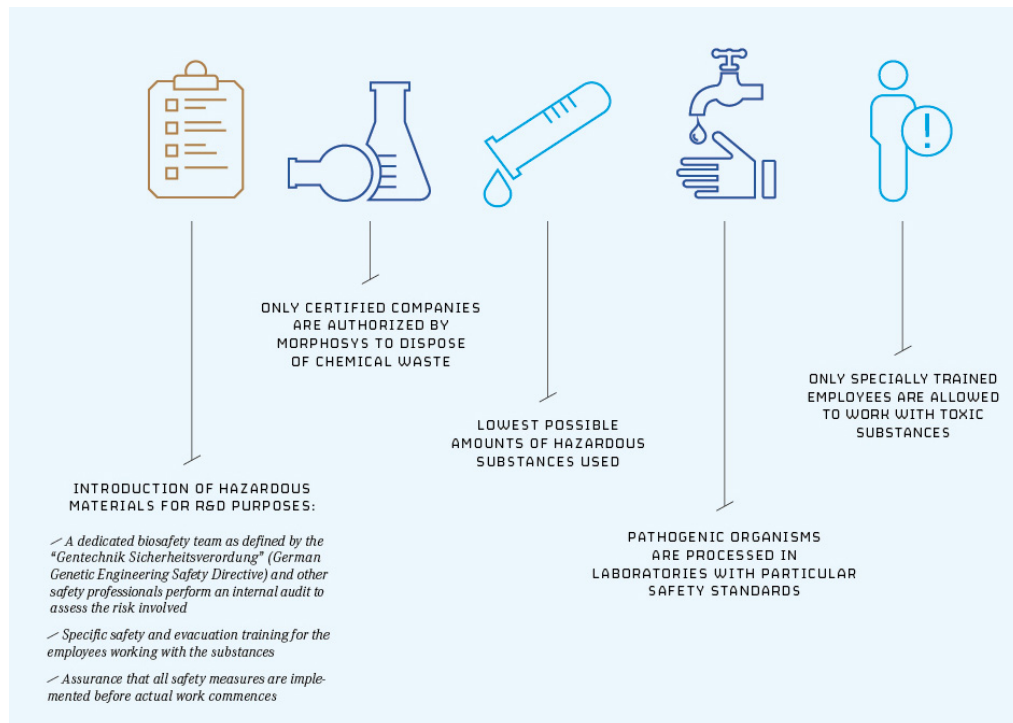 ONLY CERTIFIED COMPANIES
ARE AUTHORIZED BY
MORPHOSYS TO DISPOSE
OF CHEMICAL WASTE
ONLY SPECIALLY TRAINED
EMPLOYEES ARE ALLOWED
TO WORK WITH TOXIC
SUBSTANCES
LOWEST POSSIBLE
AMOUNTS OF HAZARDOUS
SUBSTANCES USED
INTRODUCTION OF HAZARDOUS
MATERIALS FOR R&D PURPOSES:
⁄ A dedicated biosafety team as defined by the
“Gentechnik Sicherheitsverordung” (German
Genetic Engineering Safety Directive) and other
safety professionals perform an internal audit to
assess the risk involved
⁄ Specific safety and evacuation training for the
employees working with the substances
⁄ Assurance that all safety measures are imple-
mented before actual work commences
PATHOGENIC ORGANISMS
ARE PROCESSED IN
LABORATORIES WITH PARTICULAR
SAFETY STANDARDS